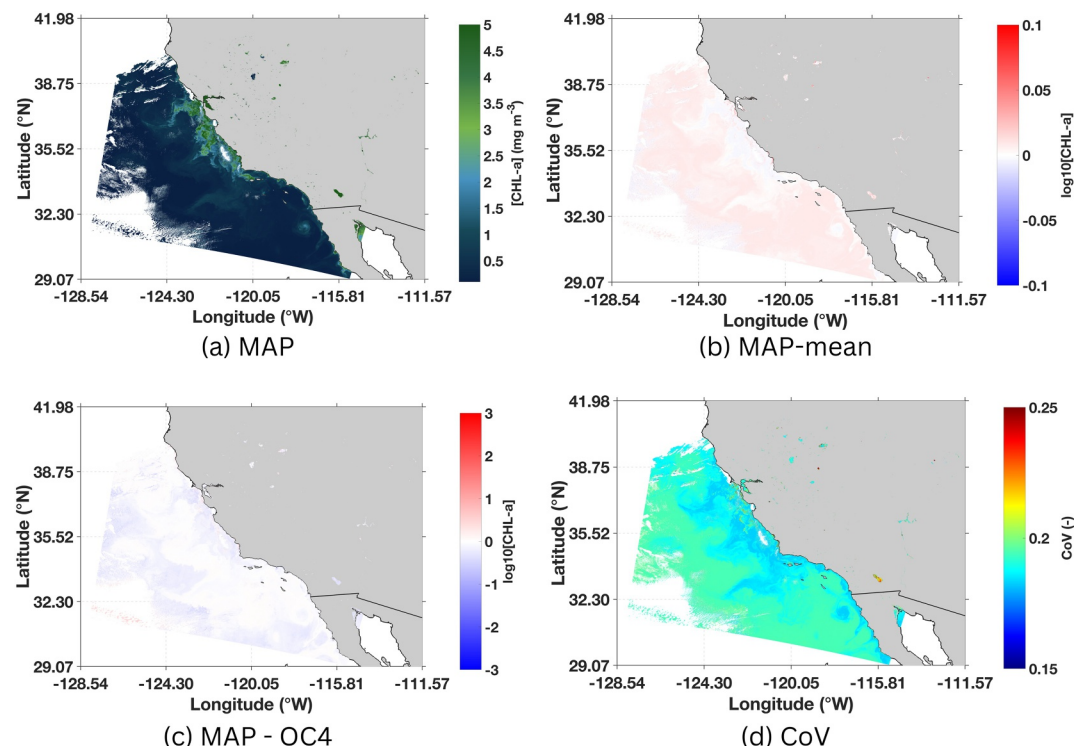 41.98
38.75
35.52
32.30
29.07
Latitude (°N)
-128.54 -124.30 -120.05 -115.81 -111.57
Longitude (°W)
5
4.5
4
3.5
3
2.5
2
1.5
1
0.5
[CHL-a] (mg m⁻³)
(a) MAP
41.98
38.75
35.52
32.30
29.07
Latitude (°N)
-128.54 -124.30 -120.05 -115.81 -111.57
Longitude (°W)
0.1
0.05
0
-0.05
-0.1
log10[CHL-a]
(b) MAP-mean
41.98
38.75
35.52
32.30
29.07
Latitude (°N)
-128.54 -124.30 -120.05 -115.81 -111.57
Longitude (°W)
3
2
1
0
-1
-2
-3
log10[CHL-a]
(c) MAP - OC4
41.98
38.75
35.52
32.30
29.07
Latitude (°N)
-128.54 -124.30 -120.05 -115.81 -111.57
Longitude (°W)
0.25
0.2
0.15
CoV (-)
(d) CoV